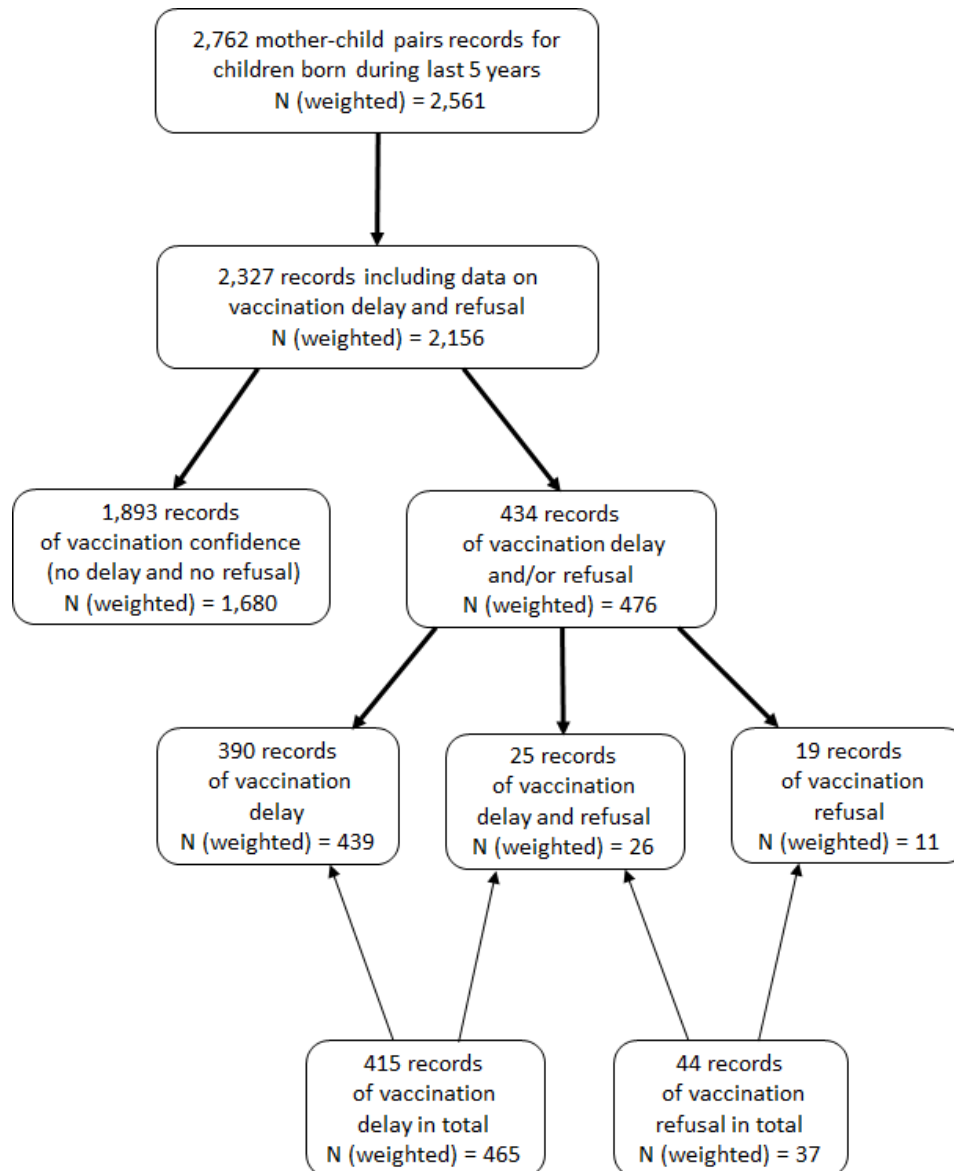 2,762 mother-child pairs records for
children born during last 5 years
N (weighted) = 2,561
2,327 records including data on
vaccination delay and refusal
N (weighted) = 2,156
1,893 records
of vaccination confidence
(no delay and no refusal)
N (weighted) = 1,680
434 records
of vaccination delay
and/or refusal
N (weighted) = 476
390 records
of vaccination
delay
N (weighted) = 439
25 records
of vaccination
delay and refusal
N (weighted) = 26
19 records
of vaccination
refusal
N (weighted) = 11
415 records
of vaccination
delay in total
N (weighted) = 465
44 records
of vaccination
refusal in total
N (weighted) = 37